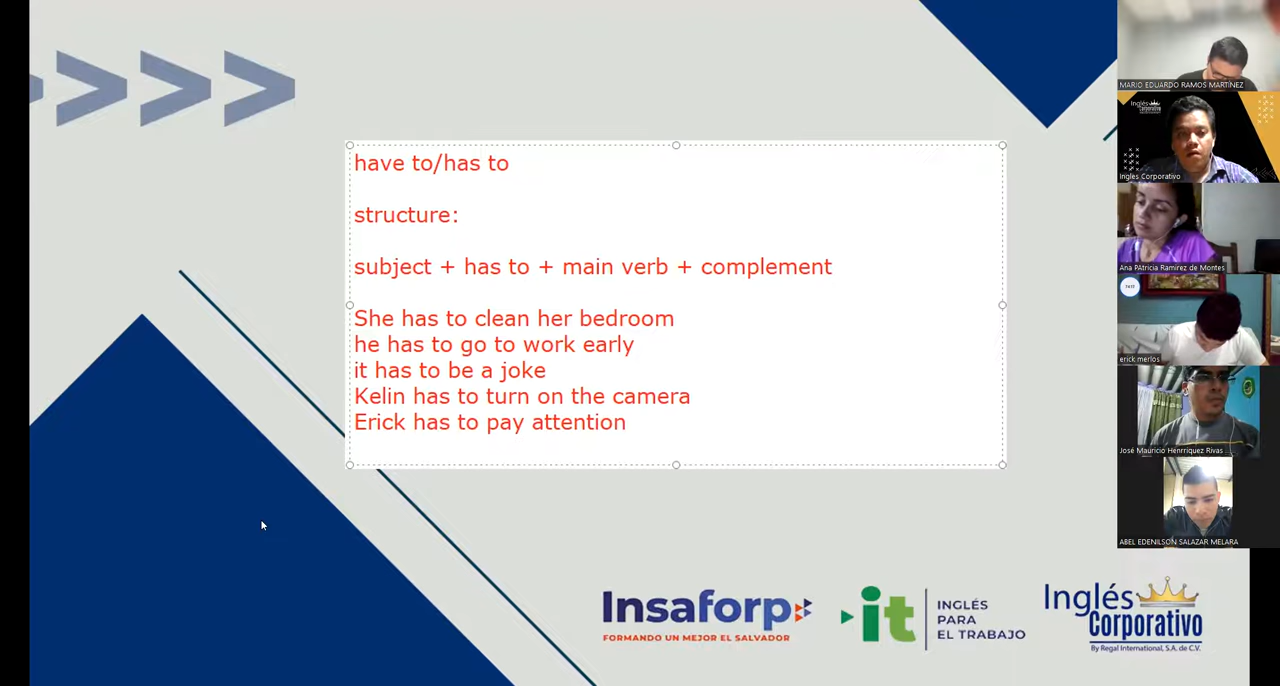 have to/has to
structure:
subject + has to + main verb + complement
She has to clean her bedroom
he has to go to work early
it has to be a joke
Kelin has to turn on the camera
Erick has to pay attention
Insaforp
FORMANDO UN MEJOR EL SALVADOR
it
INGLÉS
PARA
EL TRABAJO
Inglés
Corporativo
By Regal International, S.A. de C.V.
MARIO EDUARDO RAMOS MARTÍNEZ
Inglés
Corporativo
Ingles Corporativo
Ana PAtricia Ramirez de Montes
erick merlos
José Mauricio Henrriquez Rivas
ABEL EDENILSON SALAZAR MELARA